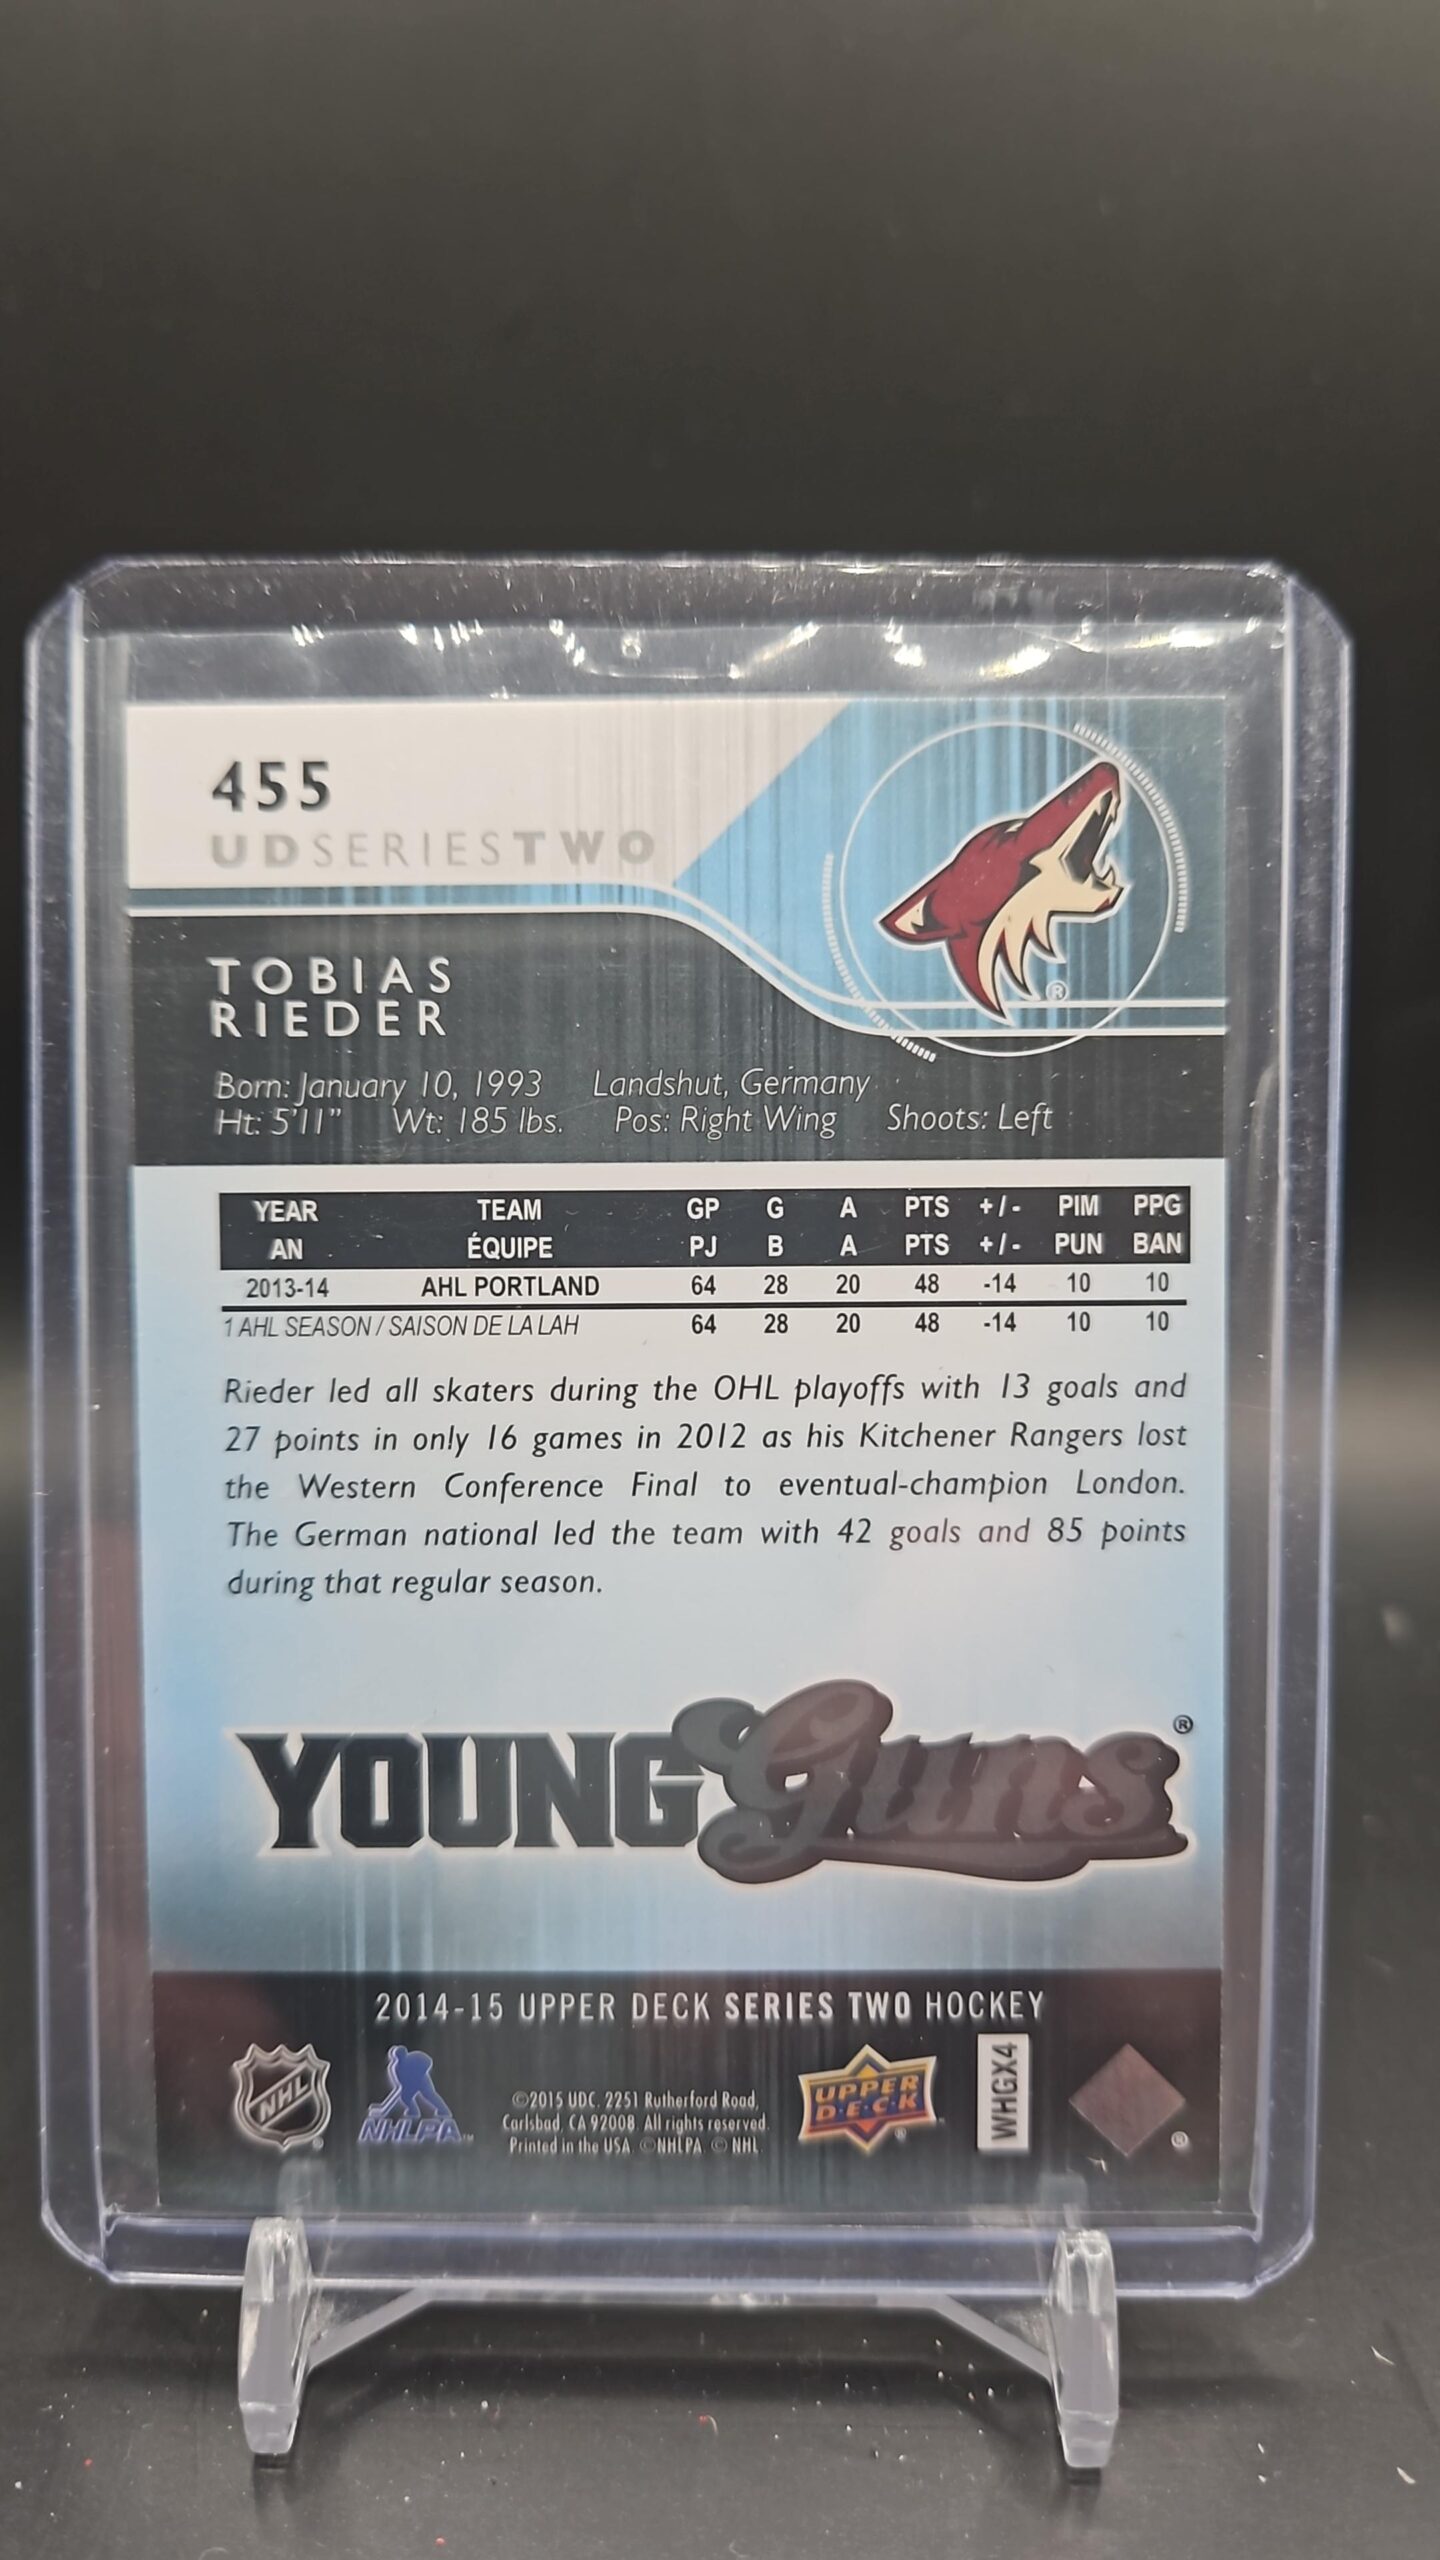 455
UDSERIESTWO
®
TOBIAS
RIEDER
Born: January 10, 1993 Landshut, Germany
Ht: 5'11" Wt: 185 lbs. Pos: Right Wing Shoots: Left
YEAR TEAM GP G A PTS +/- PIM PPG
AN ÉQUIPE PJ B A PTS +/- PUN BAN
2013-14 AHL PORTLAND 64 28 20 48 -14 10 10
1 AHL SEASON / SAISON DE LA LAH 64 28 20 48 -14 10 10
Rieder led all skaters during the OHL playoffs with 13 goals and
27 points in only 16 games in 2012 as his Kitchener Rangers lost
the Western Conference Final to eventual-champion London.
The German national led the team with 42 goals and 85 points
during that regular season.
YOUNG Guns®
2014-15 UPPER DECK SERIES TWO HOCKEY
NHL®
NHLPA™
©2015 UDC. 2251 Rutherford Road,
Carlsbad, CA 92008. All rights reserved.
Printed in the USA. ©NHLPA. © NHL.
UPPER
DECK®
WHGX4
®